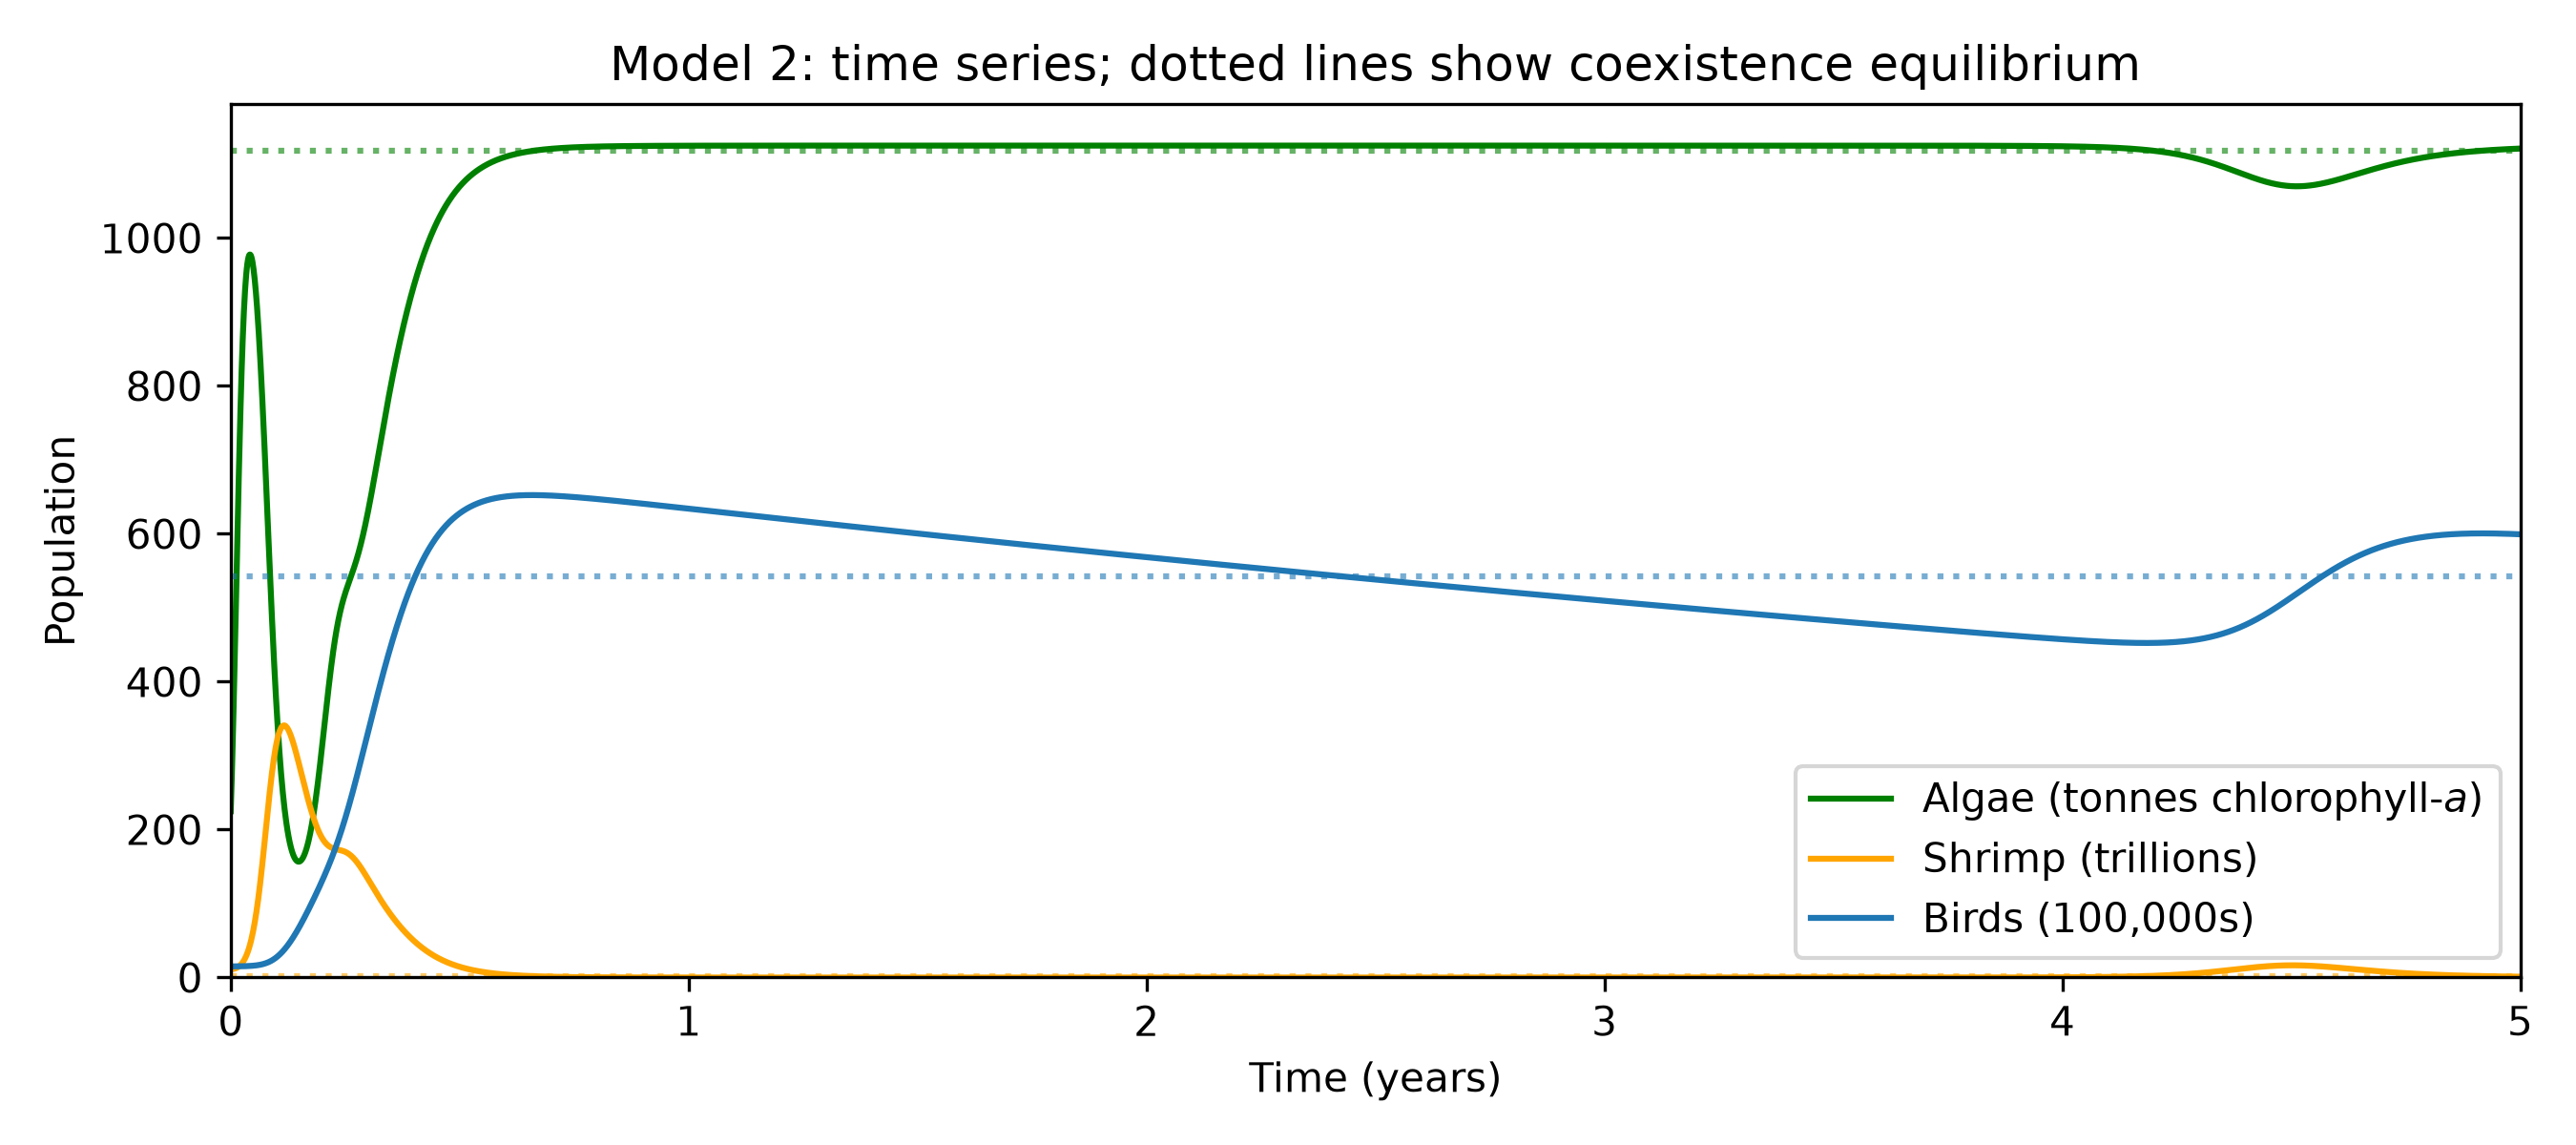 Model 2: time series; dotted lines show coexistence equilibrium
Population
1000
800
600
400
200
0
Algae (tonnes chlorophyll-a)
Shrimp (trillions)
Birds (100,000s)
0 1 2 3 4 5
Time (years)